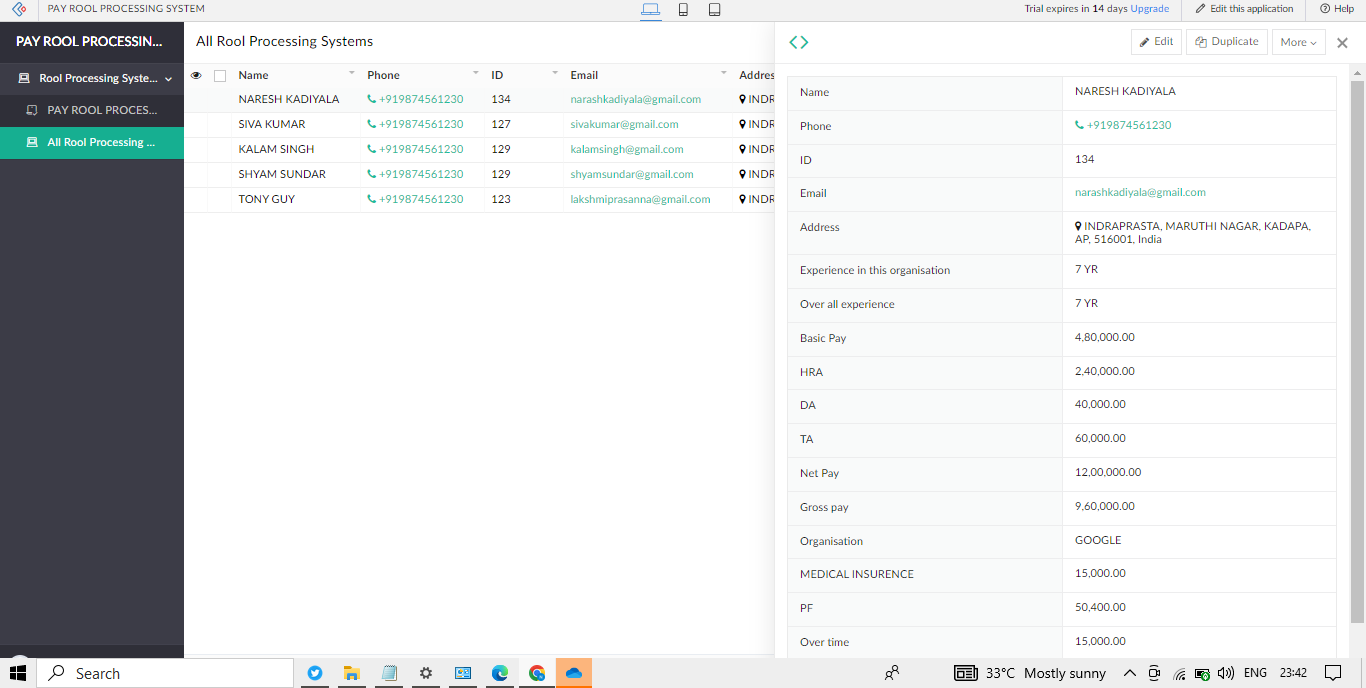 PAY ROOL PROCESSING SYSTEM
Trial expires in 14 days Upgrade
Edit this application
Help
PAY ROOL PROCESSIN...
Rool Processing Syste...
PAY ROOL PROCES...
All Rool Processing ...
All Rool Processing Systems
Name Phone ID Email Addres
NARESH KADIYALA +919874561230 134 narashkadiyala@gmail.com INDR
SIVA KUMAR +919874561230 127 sivakumar@gmail.com INDR
KALAM SINGH +919874561230 129 kalamsingh@gmail.com INDR
SHYAM SUNDAR +919874561230 129 shyamsundar@gmail.com INDR
TONY GUY +919874561230 123 lakshmiprasanna@gmail.com INDR
Edit Duplicate More
Name NARESH KADIYALA
Phone +919874561230
ID 134
Email narashkadiyala@gmail.com
Address INDRAPRASTA, MARUTHI NAGAR, KADAPA,
AP, 516001, India
Experience in this organisation 7 YR
Over all experience 7 YR
Basic Pay 4,80,000.00
HRA 2,40,000.00
DA 40,000.00
TA 60,000.00
Net Pay 12,00,000.00
Gross pay 9,60,000.00
Organisation GOOGLE
MEDICAL INSURENCE 15,000.00
PF 50,400.00
Over time 15,000.00
Search
33°C Mostly sunny
ENG 23:42